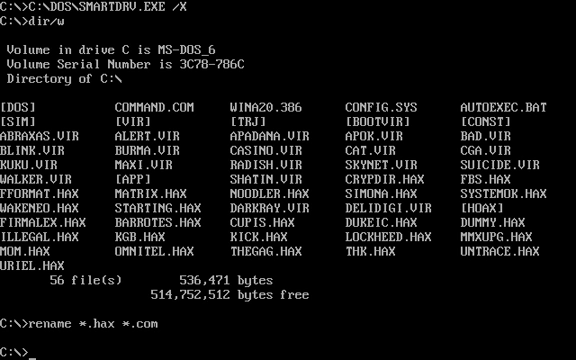 C:\>C:\DOS\SMARTDRV.EXE /X
C:\>dir/w
Volume in drive C is MS-DOS_6
Volume Serial Number is 3C78-786C
Directory of C:\
[DOS] COMMAND.COM WINA20.386 CONFIG.SYS AUTOEXEC.BAT
[SIM] [VIR] [TRJ] [BOOTVIR] [CONST]
ABRAXAS.VIR ALERT.VIR APADANA.VIR APOK.VIR BAD.VIR
BLINK.VIR BURMA.VIR CASINO.VIR CAT.VIR CGA.VIR
KUKU.VIR MAXI.VIR RADISH.VIR SKYNET.VIR SUICIDE.VIR
WALKER.VIR [APP] SHATIN.VIR CRYPDIR.HAX FBS.HAX
FFORMAT.HAX MATRIX.HAX NOODLER.HAX SIMONA.HAX SYSTEMOK.HAX
WAKENEO.HAX STARTING.HAX DARKRAY.VIR DELIDIGI.VIR [HOAX]
FIRMALEX.HAX BARROTES.HAX CUPIS.HAX DUKEIC.HAX DUMMY.HAX
ILLEGAL.HAX KGB.HAX KICK.HAX LOCKHEED.HAX MMXUPG.HAX
MOM.HAX OMNITEL.HAX THEGAG.HAX THK.HAX UNTRACE.HAX
URIEL.HAX
56 file(s) 536,471 bytes
514,752,512 bytes free
C:\>rename *.hax *.com
C:\>_